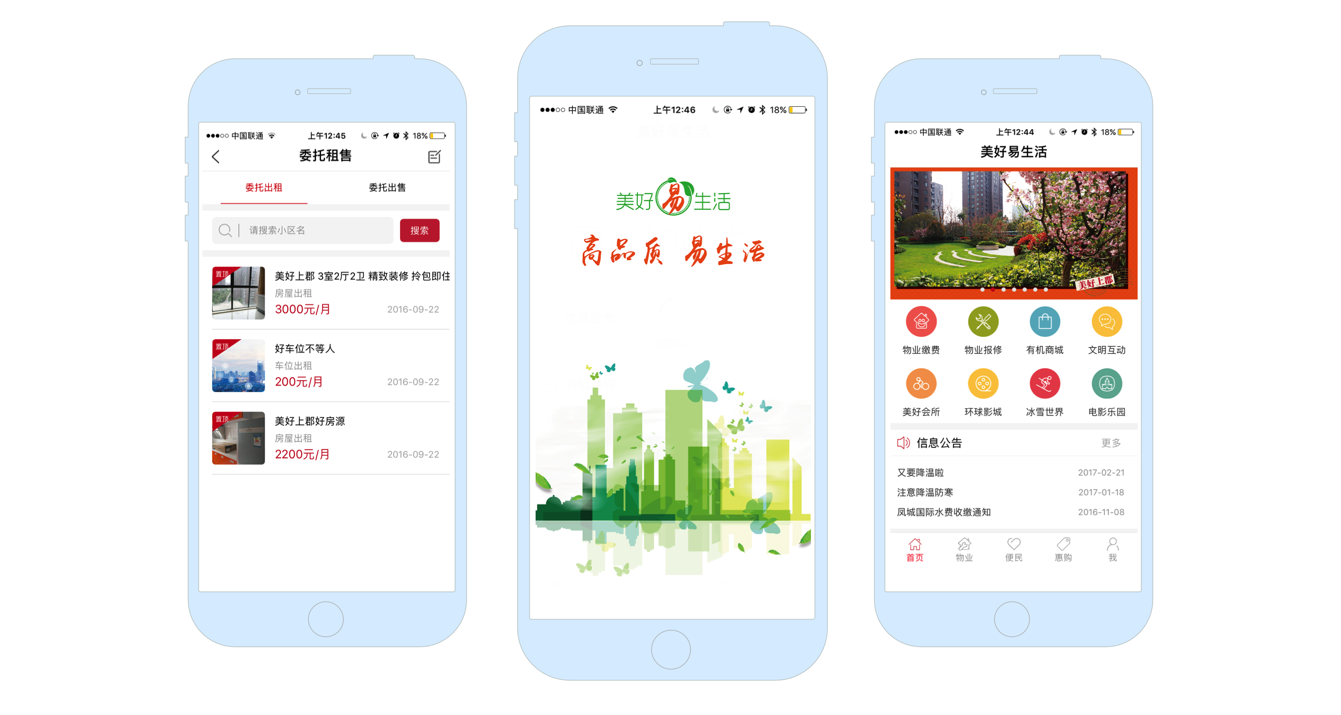 中国联通 上午12:45 18%
委托租售
委托出租 委托出售
请搜索小区名 搜索
置顶
美好上郡 3室2厅2卫 精致装修 拎包即住
房屋出租
3000元/月 2016-09-22
置顶
好车位不等人
车位出租
200元/月 2016-09-22
置顶
美好上郡好房源
房屋出租
2200元/月 2016-09-22
中国联通 上午12:46 18%
美好易生活
高品质 易生活
中国联通 上午12:44 18%
美好易生活
美好上郡
物业缴费 物业报修 有机商城 文明互动
美好会所 环球影城 冰雪世界 电影乐园
信息公告 更多
又要降温啦 2017-02-21
注意降温防寒 2017-01-18
凤城国际水费收缴通知 2016-11-08
首页 物业 便民 惠购 我